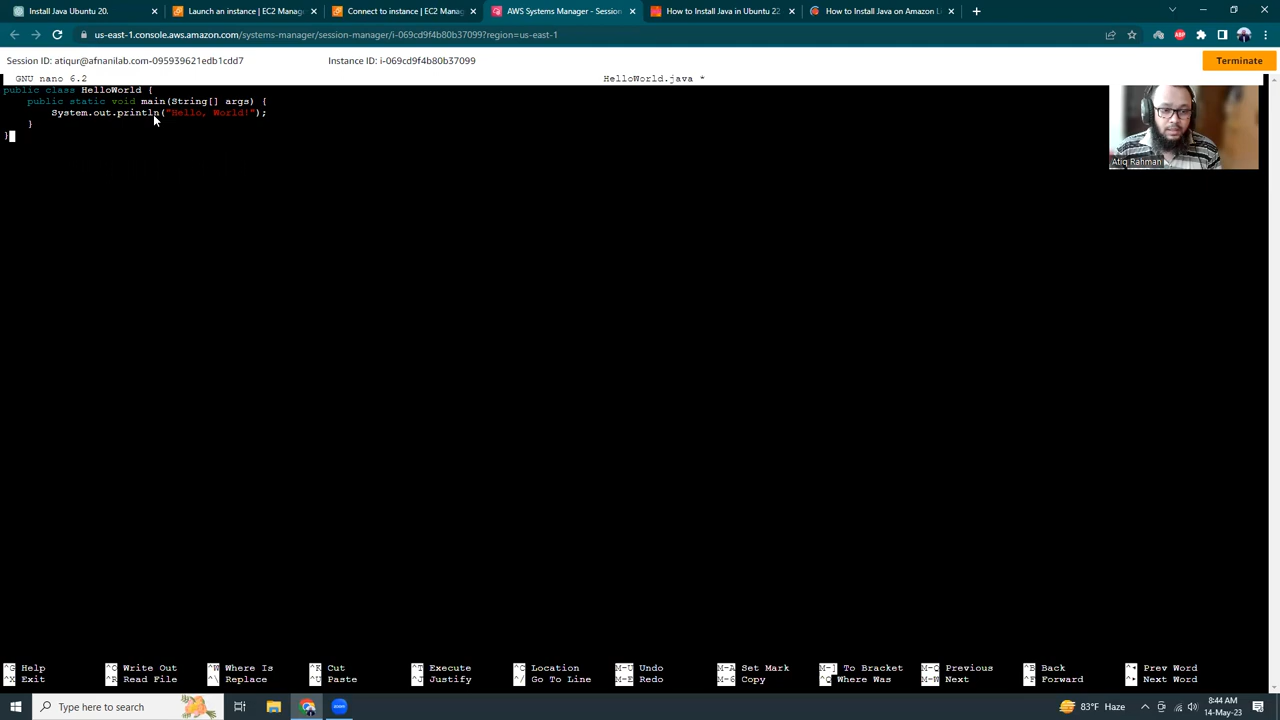 Install Java Ubuntu 20.
Launch an instance | EC2 Manag
Connect to instance | EC2 Manag
AWS Systems Manager - Session
How to Install Java in Ubuntu 22
How to Install Java on Amazon Li
us-east-1.console.aws.amazon.com/systems-manager/session-manager/i-069cd9f4b80b37099?region=us-east-1
Session ID: atiqur@afnanilab.com-095939621edb1cdd7
Instance ID: i-069cd9f4b80b37099
Terminate
GNU nano 6.2
HelloWorld.java *
public class HelloWorld {
public static void main(String[] args) {
System.out.println("Hello, World!");
}
}
Atiq Rahman
^G Help
^O Write Out
^W Where Is
^K Cut
^T Execute
^C Location
M-U Undo
M-A Set Mark
M-] To Bracket
M-Q Previous
^B Back
Prev Word
^X Exit
^R Read File
^\ Replace
^U Paste
^J Justify
^/ Go To Line
M-E Redo
M-6 Copy
^Q Where Was
M-W Next
^F Forward
Next Word
Type here to search
zoom
83°F Haze
8:44 AM
14-May-23